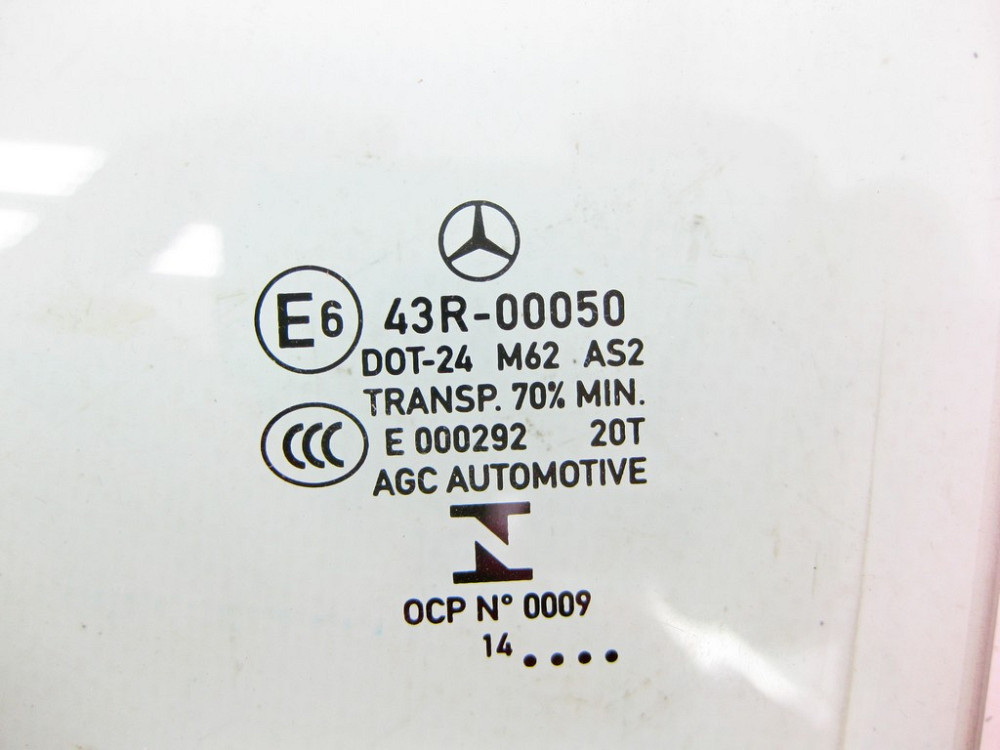 E6 43R-00050
DOT-24 M62 AS2
TRANSP. 70% MIN.
CCC E 000292 20T
AGC AUTOMOTIVE
OCP N° 0009
14 ....